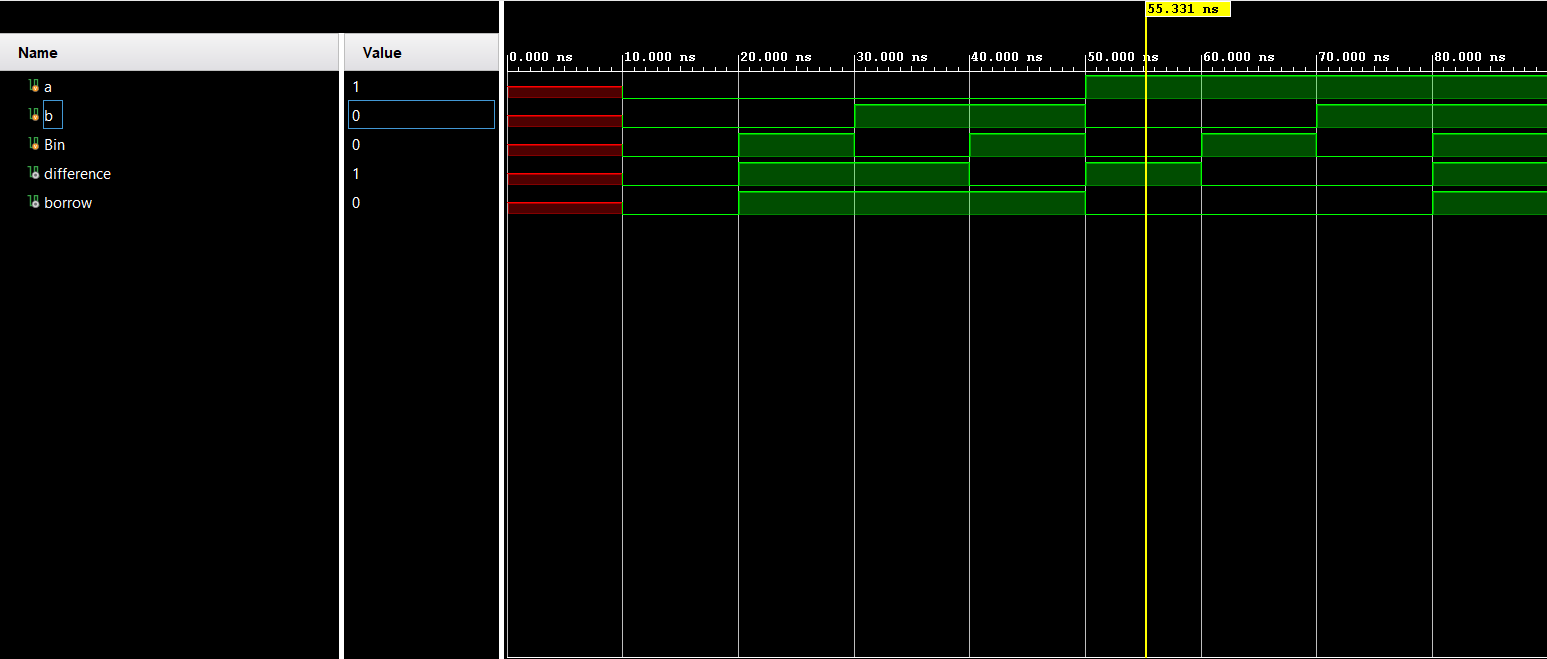 55.331 ns
Name Value
0.000 ns 10.000 ns 20.000 ns 30.000 ns 40.000 ns 50.000 ns 60.000 ns 70.000 ns 80.000 ns
a 1
b 0
Bin 0
difference 1
borrow 0